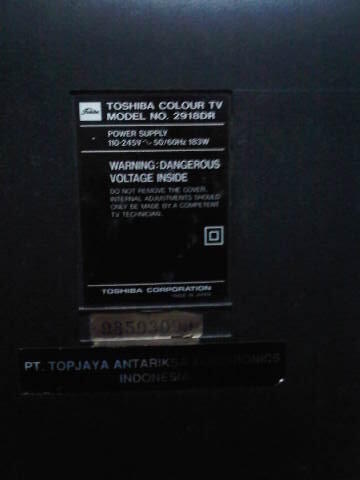 Toshiba
TOSHIBA COLOUR TV
MODEL NO. 2918DR
POWER SUPPLY
110-245V ∿ 50/60Hz 183W
WARNING: DANGEROUS
VOLTAGE INSIDE
DO NOT REMOVE THE COVER.
INTERNAL ADJUSTMENTS SHOULD
ONLY BE MADE BY A COMPETENT
TV TECHNICIAN.
TOSHIBA CORPORATION
MADE IN JAPAN
PT. TOPJAYA ANTARIKSA ELECTRONICS
INDONESIA